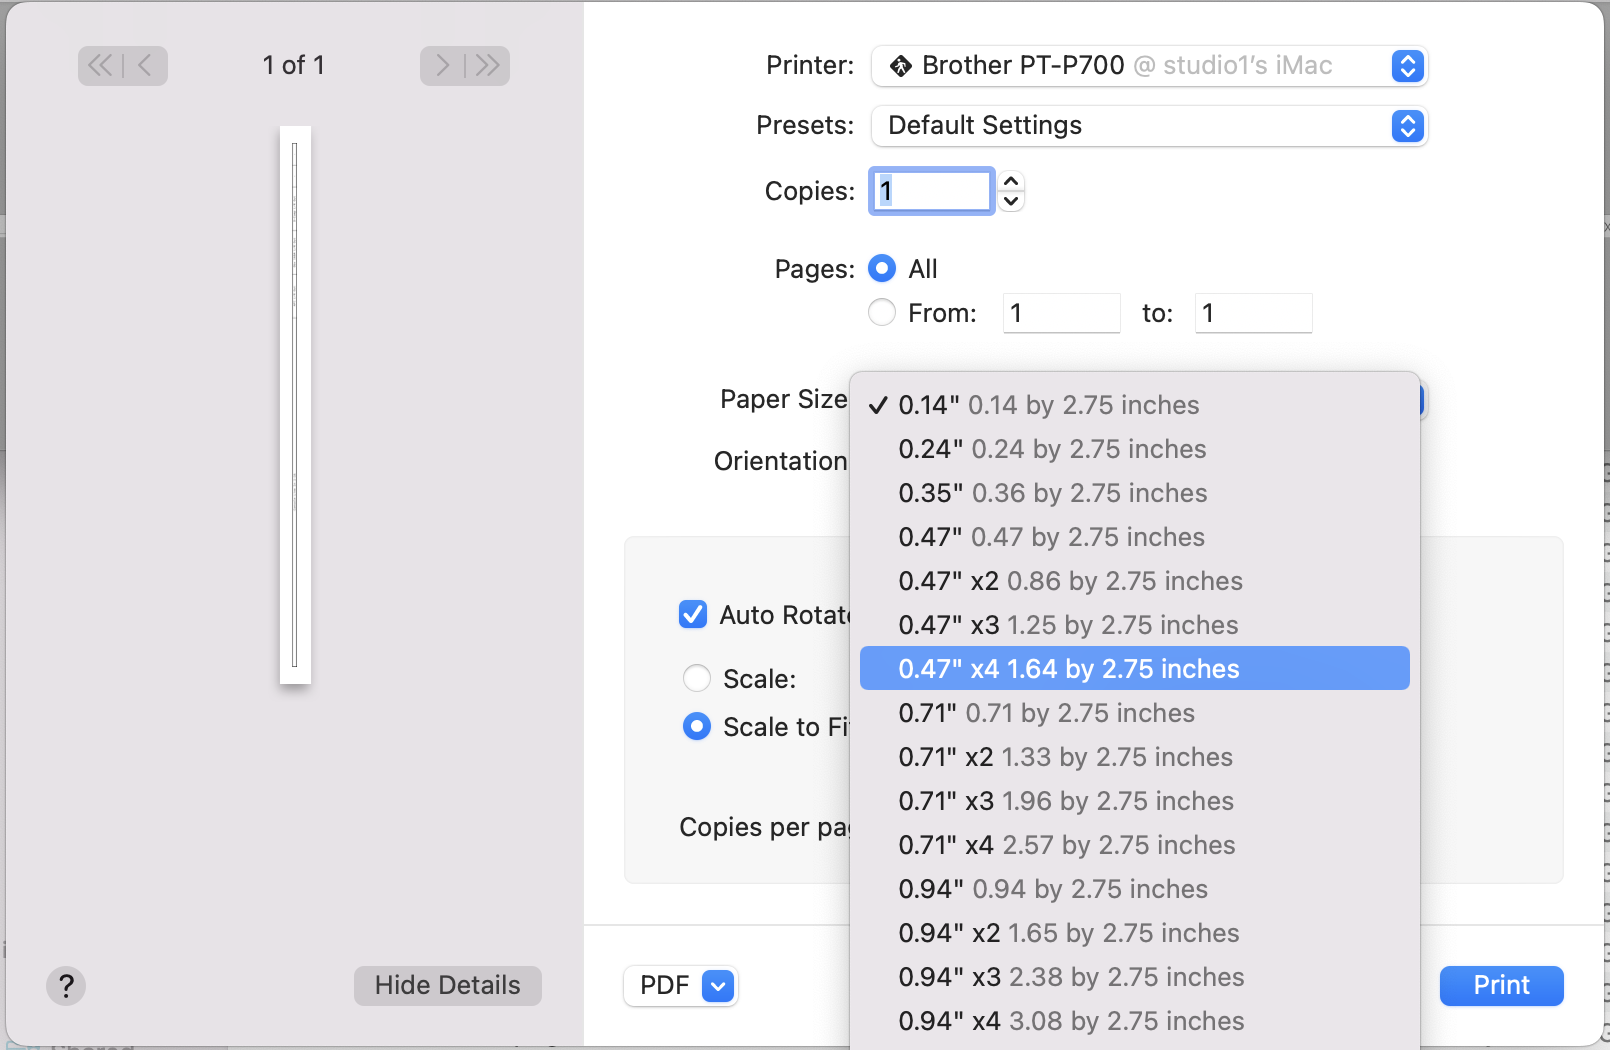 1 of 1
Printer: Brother PT-P700 @ studio1's iMac
Presets: Default Settings
Copies: 1
Pages: All
From: 1 to: 1
Paper Size
0.14" 0.14 by 2.75 inches
0.24" 0.24 by 2.75 inches
0.35" 0.36 by 2.75 inches
0.47" 0.47 by 2.75 inches
0.47" x2 0.86 by 2.75 inches
0.47" x3 1.25 by 2.75 inches
0.47" x4 1.64 by 2.75 inches
0.71" 0.71 by 2.75 inches
0.71" x2 1.33 by 2.75 inches
0.71" x3 1.96 by 2.75 inches
0.71" x4 2.57 by 2.75 inches
0.94" 0.94 by 2.75 inches
0.94" x2 1.65 by 2.75 inches
0.94" x3 2.38 by 2.75 inches
0.94" x4 3.08 by 2.75 inches
Orientation
Auto Rotat
Scale:
Scale to Fi
Copies per pa
? Hide Details
PDF
Print